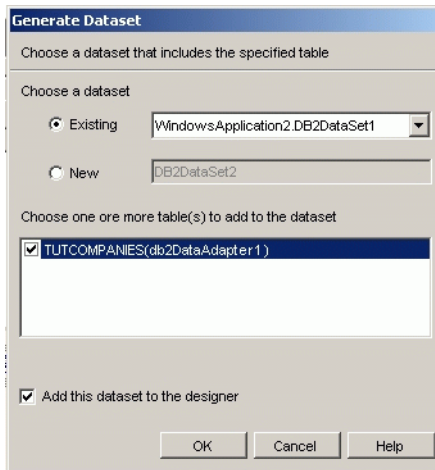 Generate Dataset
Choose a dataset that includes the specified table
Choose a dataset
Existing WindowsApplication2.DB2DataSet1
New DB2DataSet2
Choose one ore more table(s) to add to the dataset
TUTCOMPANIES(db2DataAdapter1)
Add this dataset to the designer
OK Cancel Help